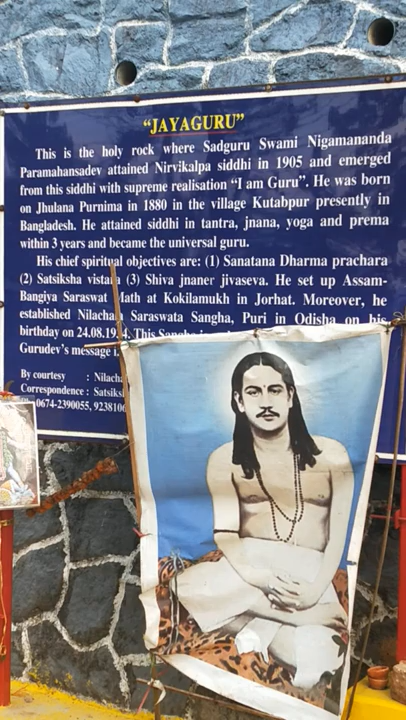 "JAYAGURU"
This is the holy rock where Sadguru Swami Nigamananda
Paramahansadev attained Nirvikalpa siddhi in 1905 and emerged
from this siddhi with supreme realisation "I am Guru". He was born
on Jhulana Purnima in 1880 in the village Kutabpur presently in
Bangladesh. He attained siddhi in tantra, jnana, yoga and prema
within 3 years and became the universal guru.
His chief spiritual objectives are: (1) Sanatana Dharma prachara
(2) Satsiksha vistara (3) Shiva jnaner jivaseva. He set up Assam-
Bangiya Saraswat Math at Kokilamukh in Jorhat. Moreover, he
established Nilachala Saraswata Sangha, Puri in Odisha on his
birthday on 24.08.19 4. This
Gurudev's message
By courtesy :
Correspondence : Satsiks
0674-2390055, 9238106